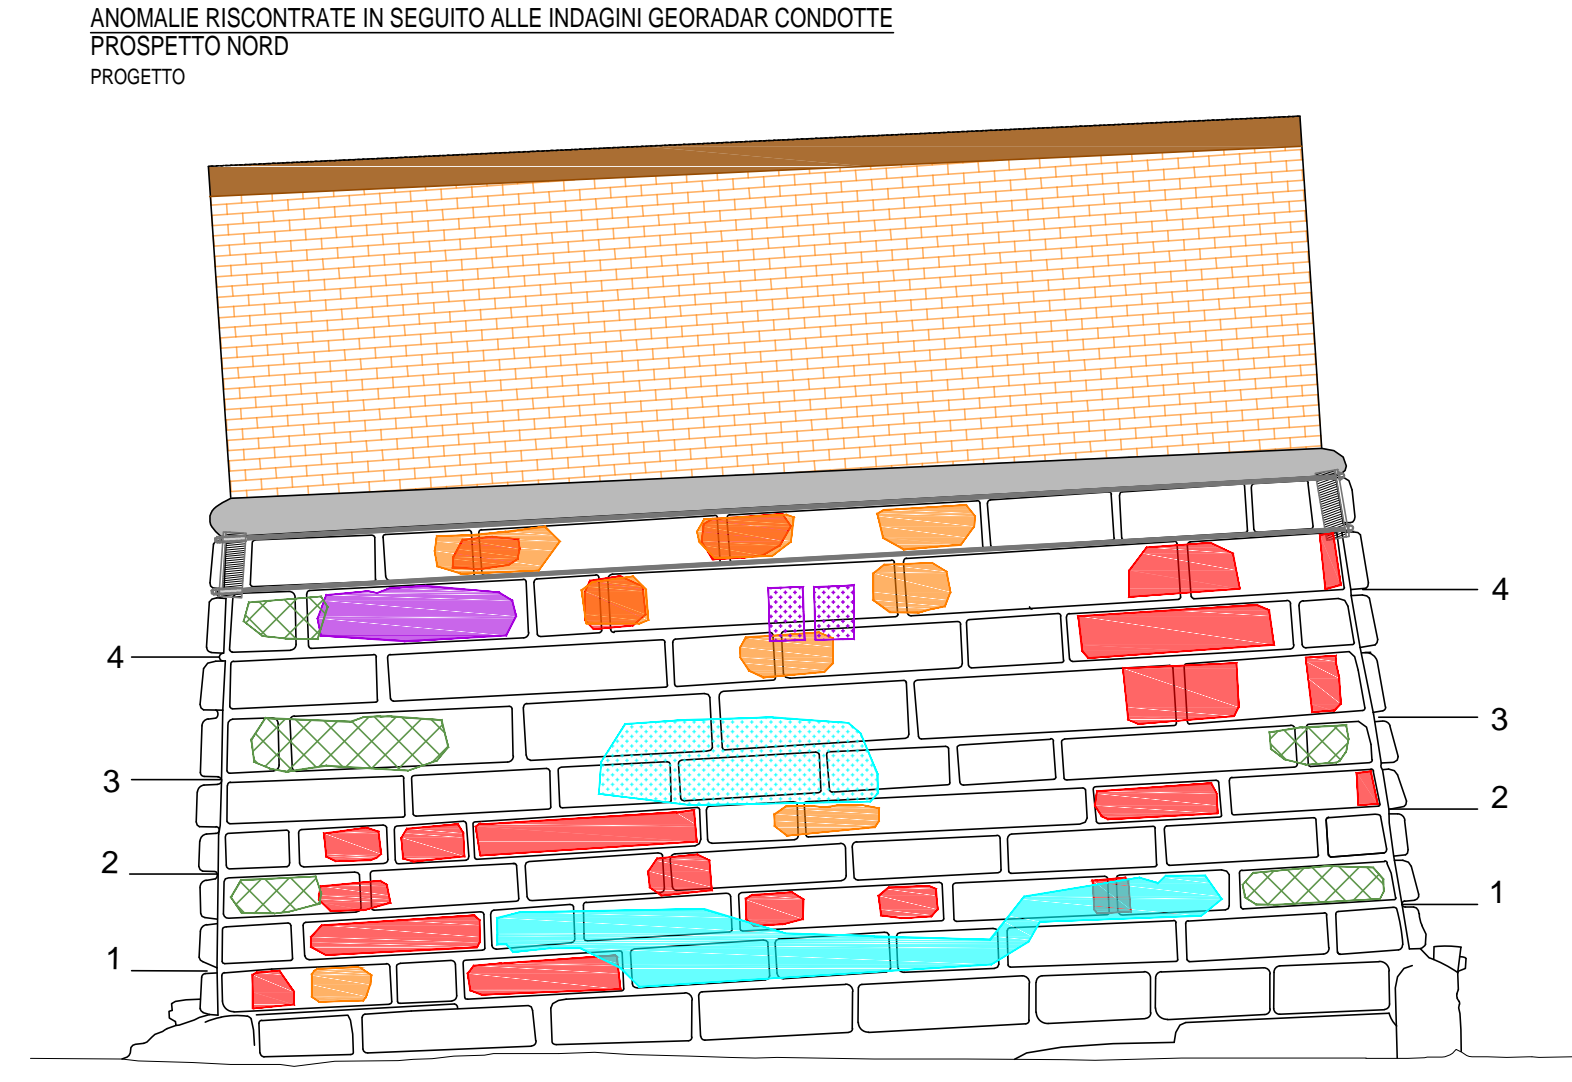 ANOMALIE RISCONTRATE IN SEGUITO ALLE INDAGINI GEORADAR CONDOTTE
PROSPETTO NORD
PROGETTO
4
4
3
3
2
2
1
1